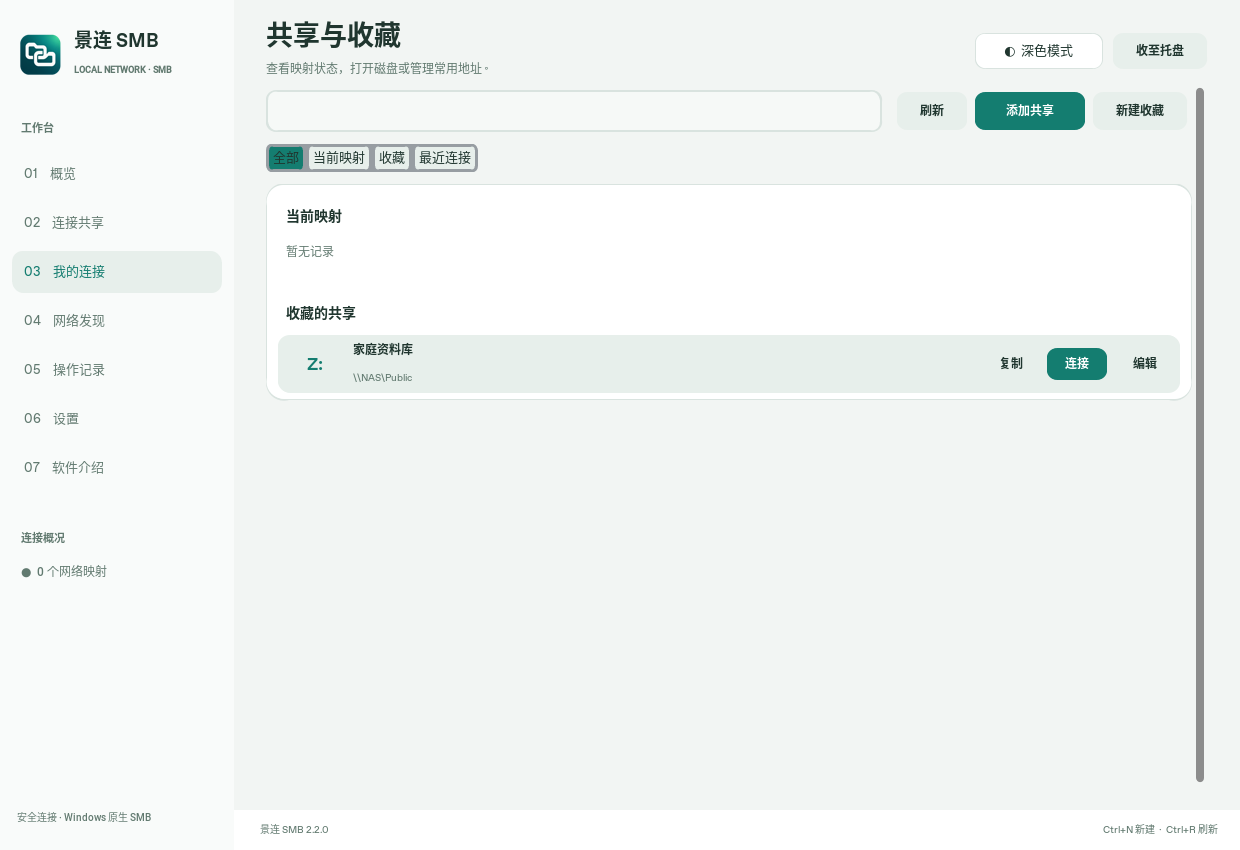 景连 SMB
LOCAL NETWORK · SMB
工作台
01 概览
02 连接共享
03 我的连接
04 网络发现
05 操作记录
06 设置
07 软件介绍
连接概况
● 0 个网络映射
安全连接 · Windows 原生 SMB
共享与收藏
查看映射状态，打开磁盘或管理常用地址。
◐ 深色模式
收至托盘
刷新
添加共享
新建收藏
全部 当前映射 收藏 最近连接
当前映射
暂无记录
收藏的共享
Z:
家庭资料库
\\NAS\Public
复制
连接
编辑
景连 SMB 2.2.0
Ctrl+N 新建 · Ctrl+R 刷新